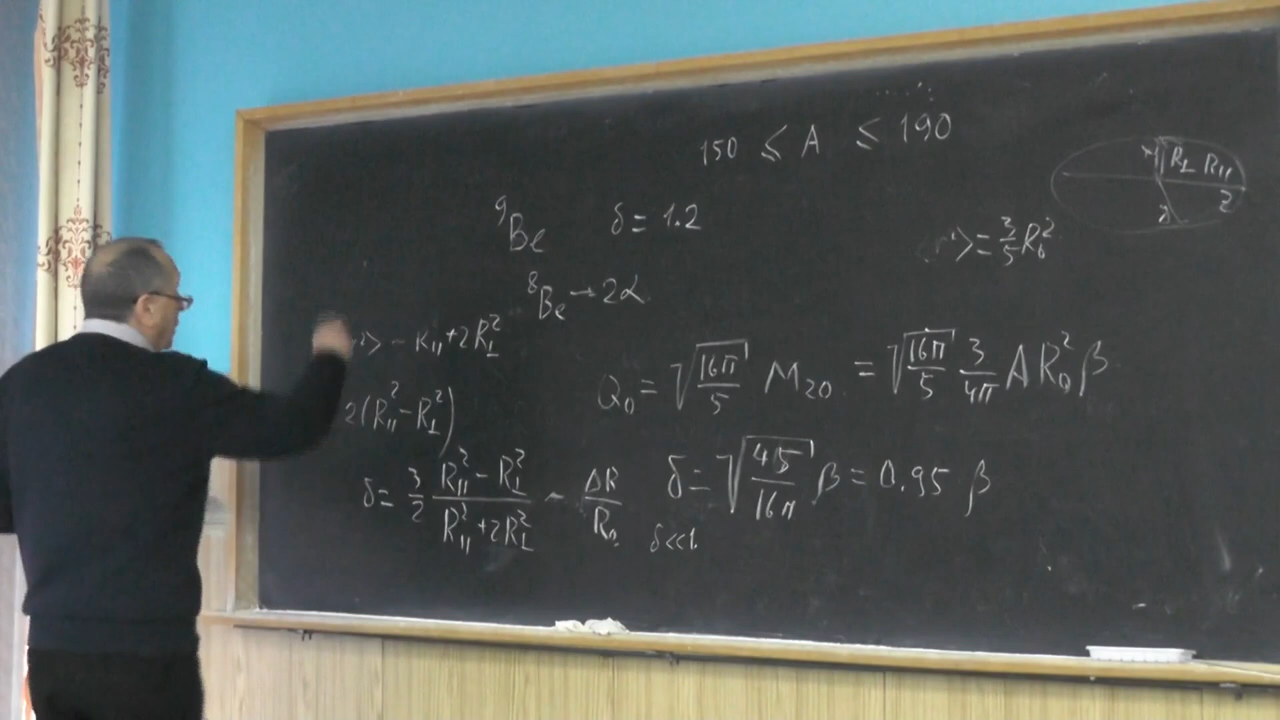 150 ≤ A ≤ 190
R⊥ R||
z
⁹Be δ = 1.2
r²> = 3/5 R₀²
⁸Be → 2α
> ~ R|| + 2R⊥²
Q₀ = √(16π/5) M₂₀ = √(16π/5) 3/4π A R₀² β
2(R||² - R⊥²)
δ = 3/2 (R||² - R⊥²)/(R||² + 2R⊥²) ~ ΔR/R₀ δ<<1.
δ = √(45/16π) β = 0.95 β